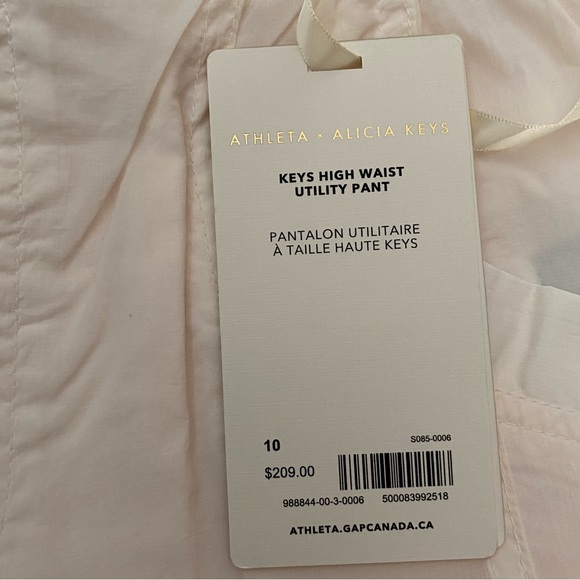 ATHLETA × ALICIA KEYS
KEYS HIGH WAIST
UTILITY PANT
PANTALON UTILITAIRE
À TAILLE HAUTE KEYS
10
S085-0006
$209.00
988844-00-3-0006 500083992518
ATHLETA.GAPCANADA.CA